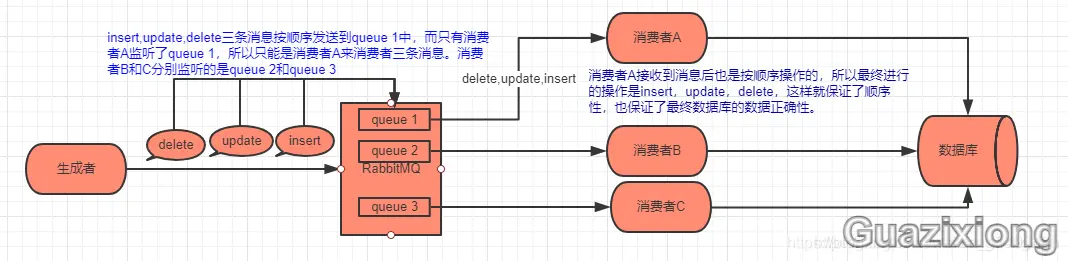 insert,update,delete三条消息按顺序发送到queue 1中，而只有消费
者A监听了queue 1，所以只能是消费者A来消费者三条消息。消费
者B和C分别监听的是queue 2和queue 3
消费者A
delete,update,insert
消费者A接收到消息后也是按顺序操作的，所以最终进行
的操作是insert，update，delete，这样就保证了顺序
性，也保证了最终数据库的数据正确性。
queue 1
delete
update
insert
queue 2
RabbitMQ
消费者B
数据库
生成者
queue 3
消费者C
Guazixiong